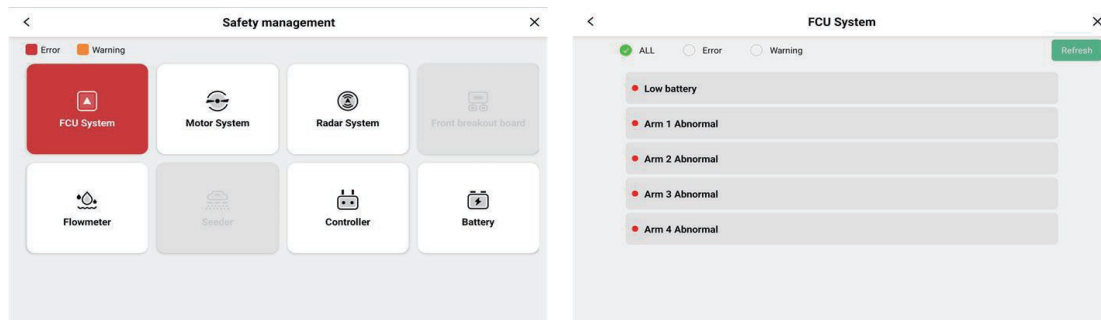 Safety management
Error
Warning
FCU System
Motor System
Radar System
Front breakout board
Flowmeter
Seeder
Controller
Battery
FCU System
ALL
Error
Warning
Refresh
Low battery
Arm 1 Abnormal
Arm 2 Abnormal
Arm 3 Abnormal
Arm 4 Abnormal